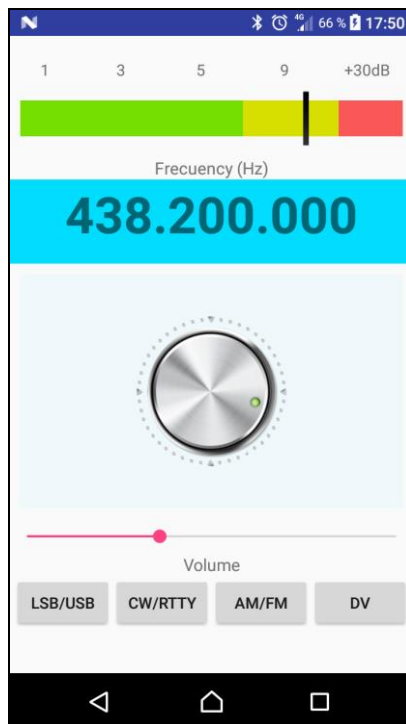 4G 66 % 17:50
1 3 5 9 +30dB
Frecuency (Hz)
438.200.000
Volume
LSB/USB CW/RTTY AM/FM DV